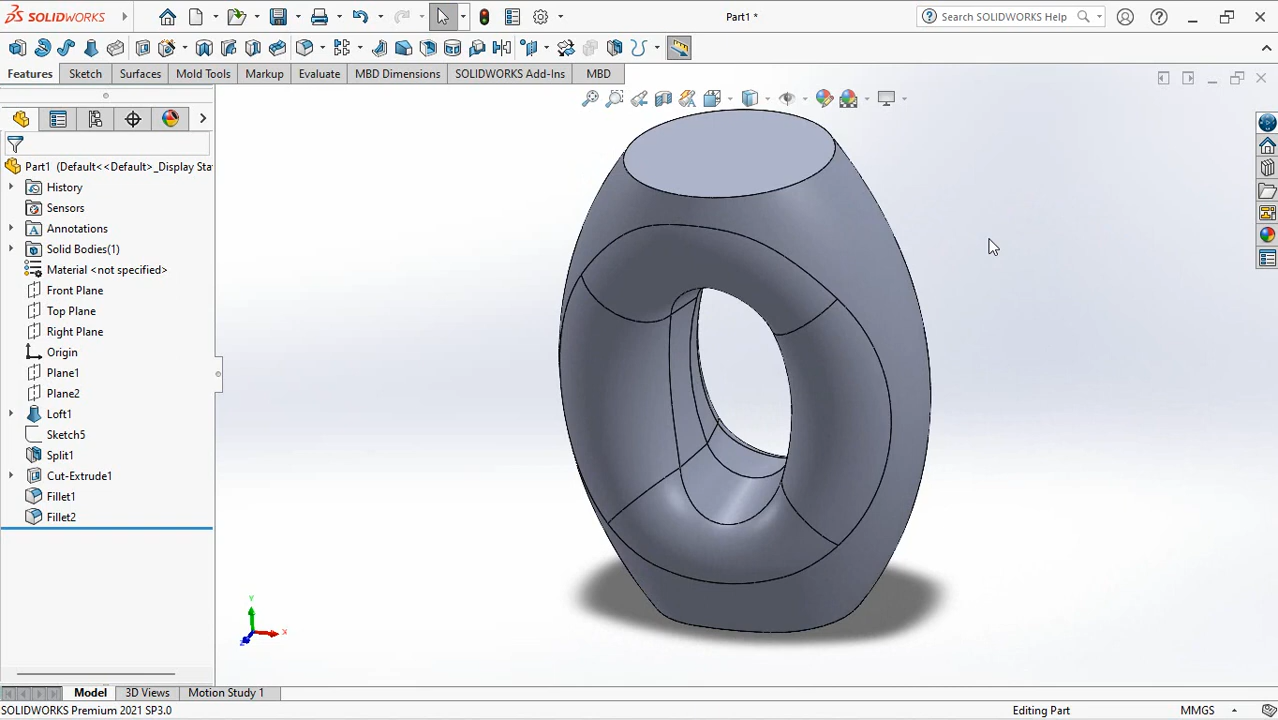 SOLIDWORKS
Part1 *
Search SOLIDWORKS Help
Features
Sketch
Surfaces
Mold Tools
Markup
Evaluate
MBD Dimensions
SOLIDWORKS Add-Ins
MBD
Part1 (Default<<Default>_Display Sta
History
Sensors
Annotations
Solid Bodies(1)
Material <not specified>
Front Plane
Top Plane
Right Plane
Origin
Plane1
Plane2
Loft1
Sketch5
Split1
Cut-Extrude1
Fillet1
Fillet2
Y
X
Z
Model
3D Views
Motion Study 1
SOLIDWORKS Premium 2021 SP3.0
Editing Part
MMGS